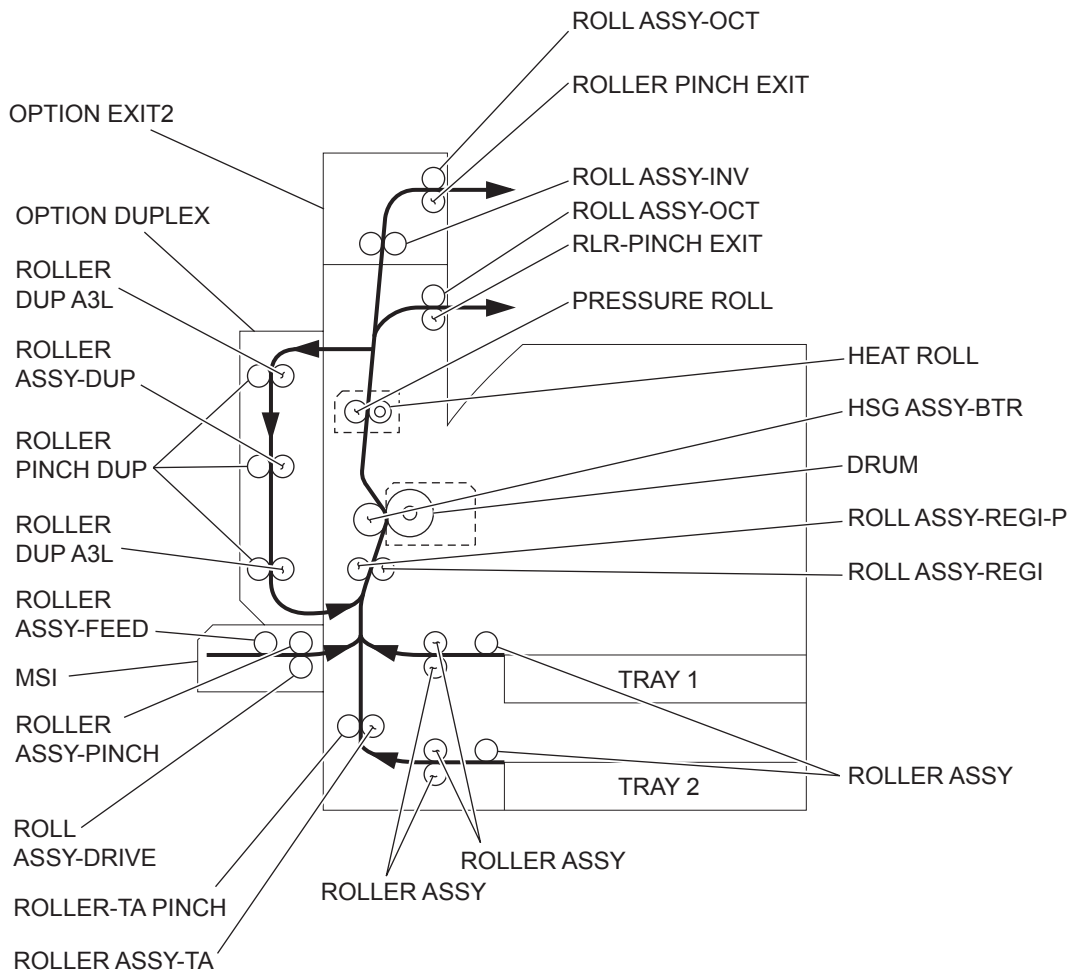 ROLL ASSY-OCT
ROLLER PINCH EXIT
OPTION EXIT2
ROLL ASSY-INV
OPTION DUPLEX
ROLL ASSY-OCT
RLR-PINCH EXIT
ROLLER
DUP A3L
PRESSURE ROLL
ROLLER
ASSY-DUP
HEAT ROLL
HSG ASSY-BTR
ROLLER
PINCH DUP
DRUM
ROLL ASSY-REGI-P
ROLLER
DUP A3L
ROLL ASSY-REGI
ROLLER
ASSY-FEED
MSI
TRAY 1
ROLLER
ASSY-PINCH
TRAY 2
ROLLER ASSY
ROLL
ASSY-DRIVE
ROLLER ASSY
ROLLER ASSY
ROLLER-TA PINCH
ROLLER ASSY-TA